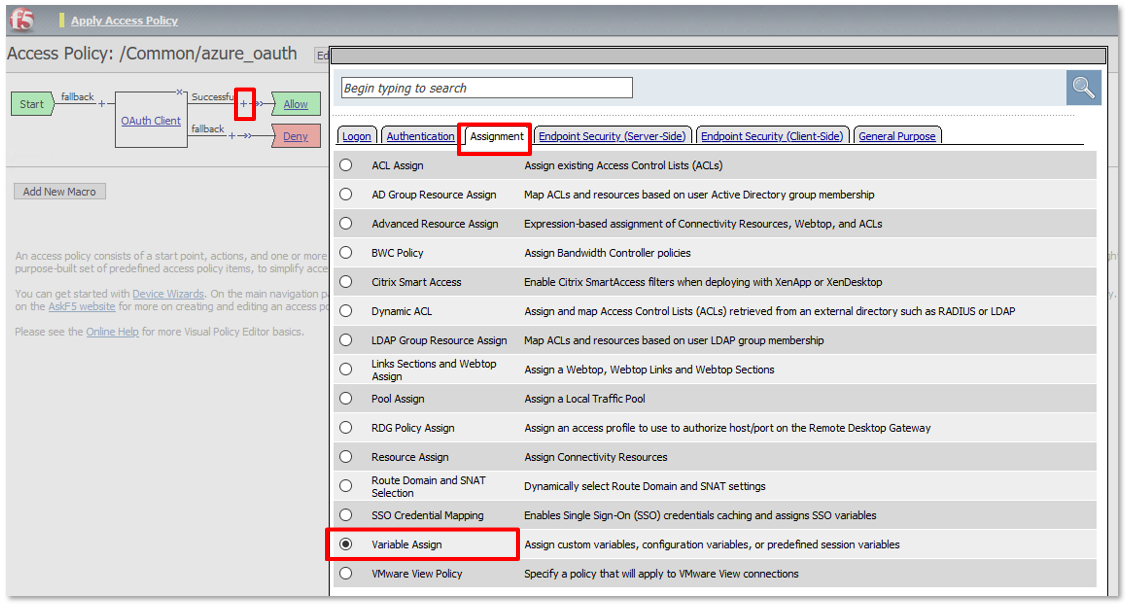 f5
Apply Access Policy
Access Policy: /Common/azure_oauth
Ed
Begin typing to search
Start
fallback
+
OAuth Client
x
Successfu
+
Allow
fallback
+
Deny
Add New Macro
An access policy consists of a start point, actions, and one or more
purpose-built set of predefined access policy items, to simplify acce
You can get started with Device Wizards. On the main navigation p
on the AskF5 website for more on creating and editing an access po
Please see the Online Help for more Visual Policy Editor basics.
Logon
Authentication
Assignment
Endpoint Security (Server-Side)
Endpoint Security (Client-Side)
General Purpose
ACL Assign Assign existing Access Control Lists (ACLs)
AD Group Resource Assign Map ACLs and resources based on user Active Directory group membership
Advanced Resource Assign Expression-based assignment of Connectivity Resources, Webtop, and ACLs
BWC Policy Assign Bandwidth Controller policies
Citrix Smart Access Enable Citrix SmartAccess filters when deploying with XenApp or XenDesktop
Dynamic ACL Assign and map Access Control Lists (ACLs) retrieved from an external directory such as RADIUS or LDAP
LDAP Group Resource Assign Map ACLs and resources based on user LDAP group membership
Links Sections and Webtop
Assign Assign a Webtop, Webtop Links and Webtop Sections
Pool Assign Assign a Local Traffic Pool
RDG Policy Assign Assign an access profile to use to authorize host/port on the Remote Desktop Gateway
Resource Assign Assign Connectivity Resources
Route Domain and SNAT
Selection Dynamically select Route Domain and SNAT settings
SSO Credential Mapping Enables Single Sign-On (SSO) credentials caching and assigns SSO variables
Variable Assign Assign custom variables, configuration variables, or predefined session variables
VMware View Policy Specify a policy that will apply to VMware View connections